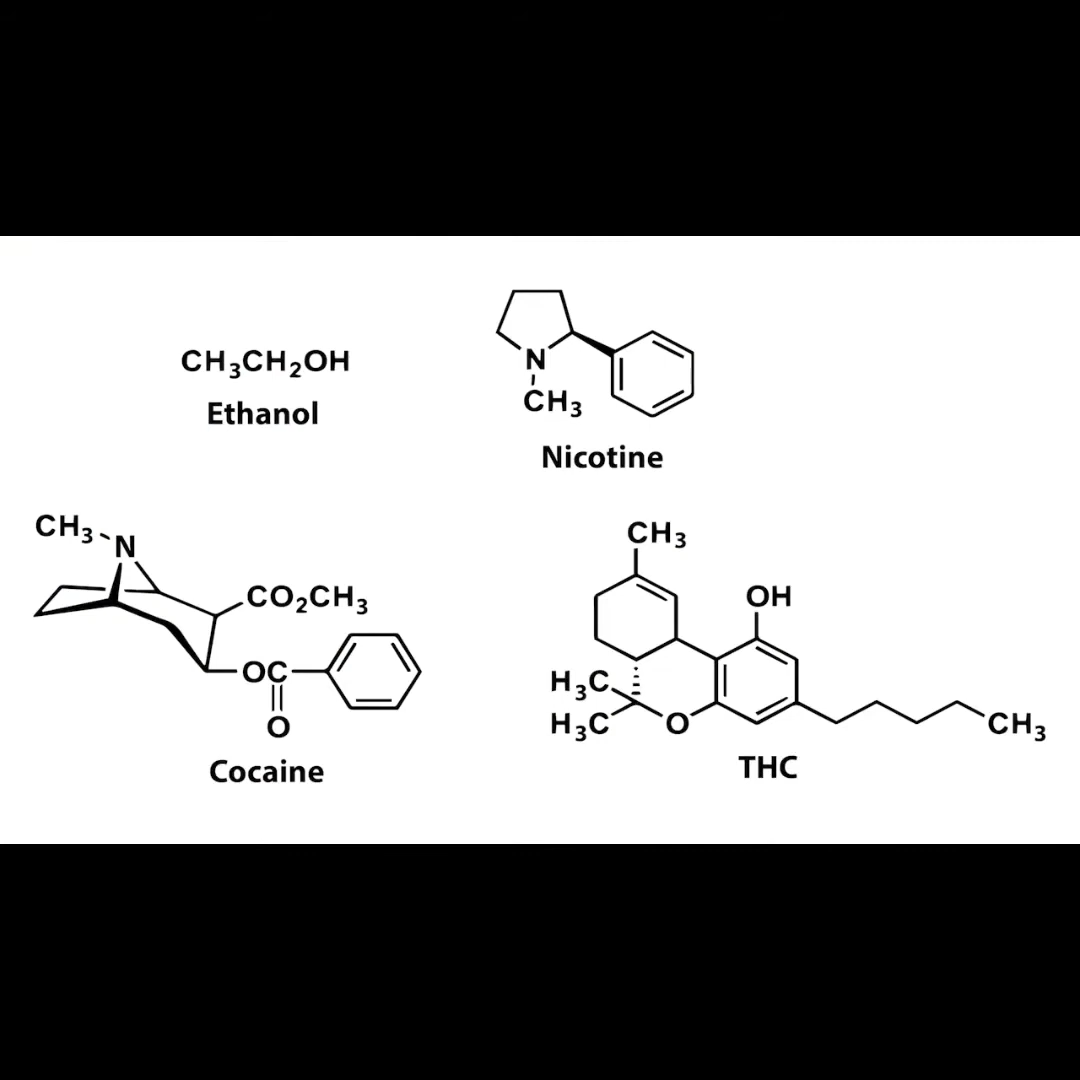 CH₃CH₂OH
Ethanol
N
CH₃
Nicotine
CH₃
N
CO₂CH₃
OC
O
Cocaine
CH₃
OH
H₃C
H₃C
O
CH₃
THC